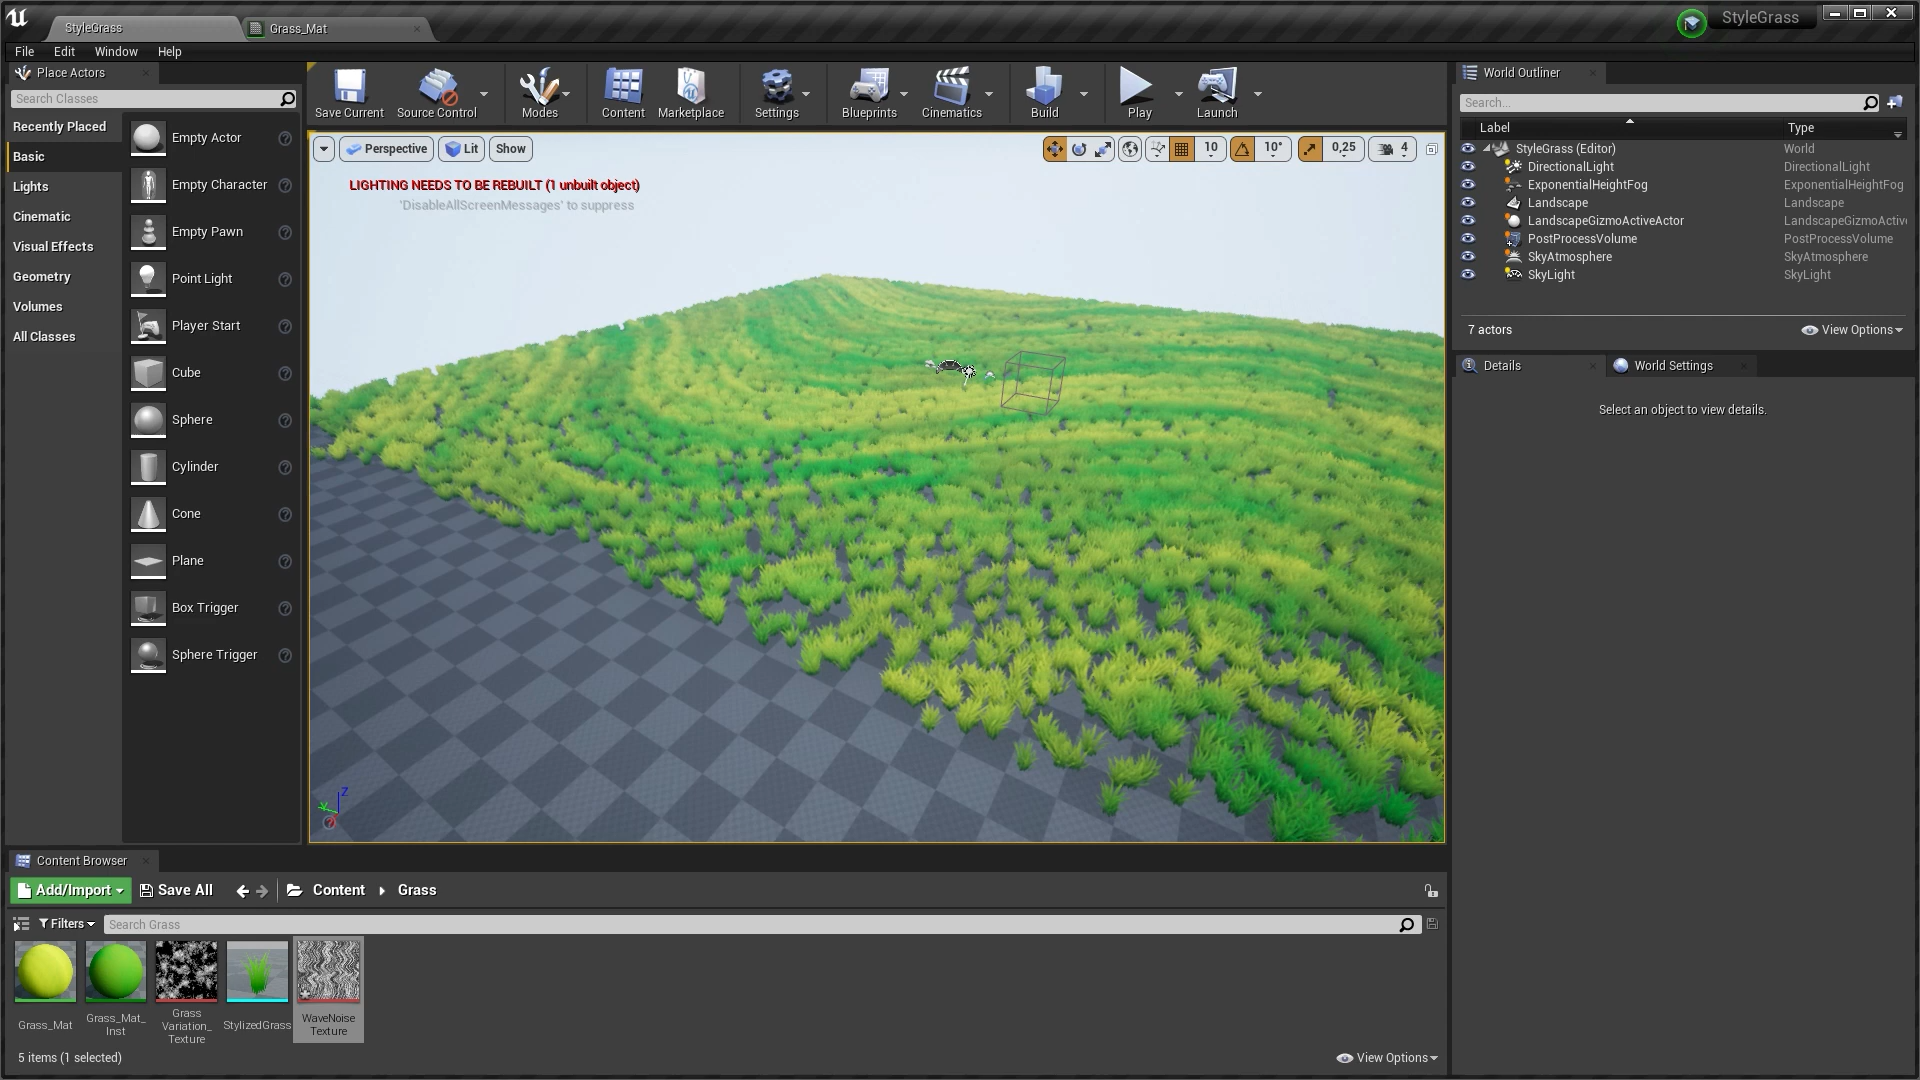 StyleGrass
Grass_Mat
StyleGrass
File Edit Window Help
Place Actors
Search Classes
Recently Placed
Basic
Lights
Cinematic
Visual Effects
Geometry
Volumes
All Classes
Empty Actor
Empty Character
Empty Pawn
Point Light
Player Start
Cube
Sphere
Cylinder
Cone
Plane
Box Trigger
Sphere Trigger
Save Current Source Control Modes Content Marketplace Settings Blueprints Cinematics Build Play Launch
Perspective Lit Show 10 10° 0,25 4
LIGHTING NEEDS TO BE REBUILT (1 unbuilt object)
'DisableAllScreenMessages' to suppress
Z
Y
World Outliner
Search...
Label Type
StyleGrass (Editor) World
DirectionalLight DirectionalLight
ExponentialHeightFog ExponentialHeightFog
Landscape Landscape
LandscapeGizmoActiveActor LandscapeGizmoActiv
PostProcessVolume PostProcessVolume
SkyAtmosphere SkyAtmosphere
SkyLight SkyLight
7 actors View Options
Details World Settings
Select an object to view details.
Content Browser
Add/Import Save All Content Grass
Filters Search Grass
Grass_Mat
Grass_Mat_
Inst
Grass
Variation_
Texture
StylizedGrass
WaveNoise
Texture
5 items (1 selected) View Options